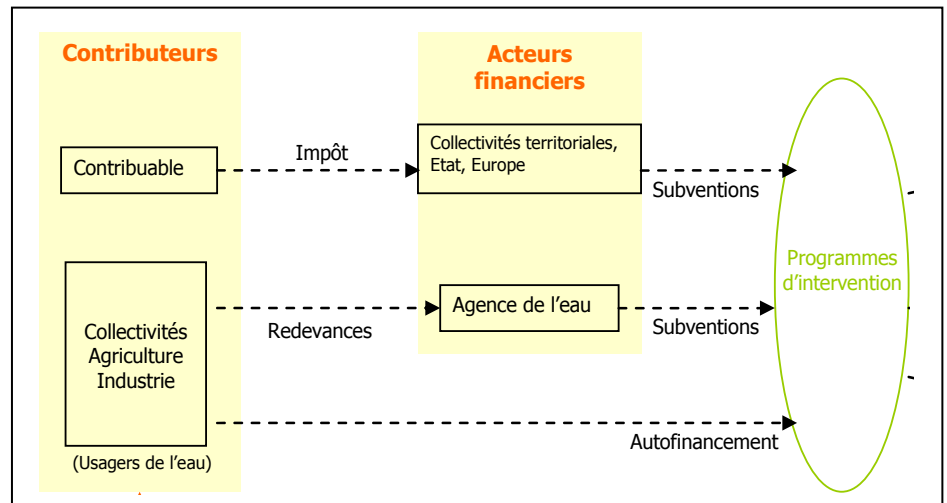 Contributeurs
Acteurs
financiers
Contribuable
Impôt
Collectivités territoriales,
Etat, Europe
Subventions
Programmes
d'intervention
Collectivités
Agriculture
Industrie
Redevances
Agence de l'eau
Subventions
Autofinancement
(Usagers de l'eau)